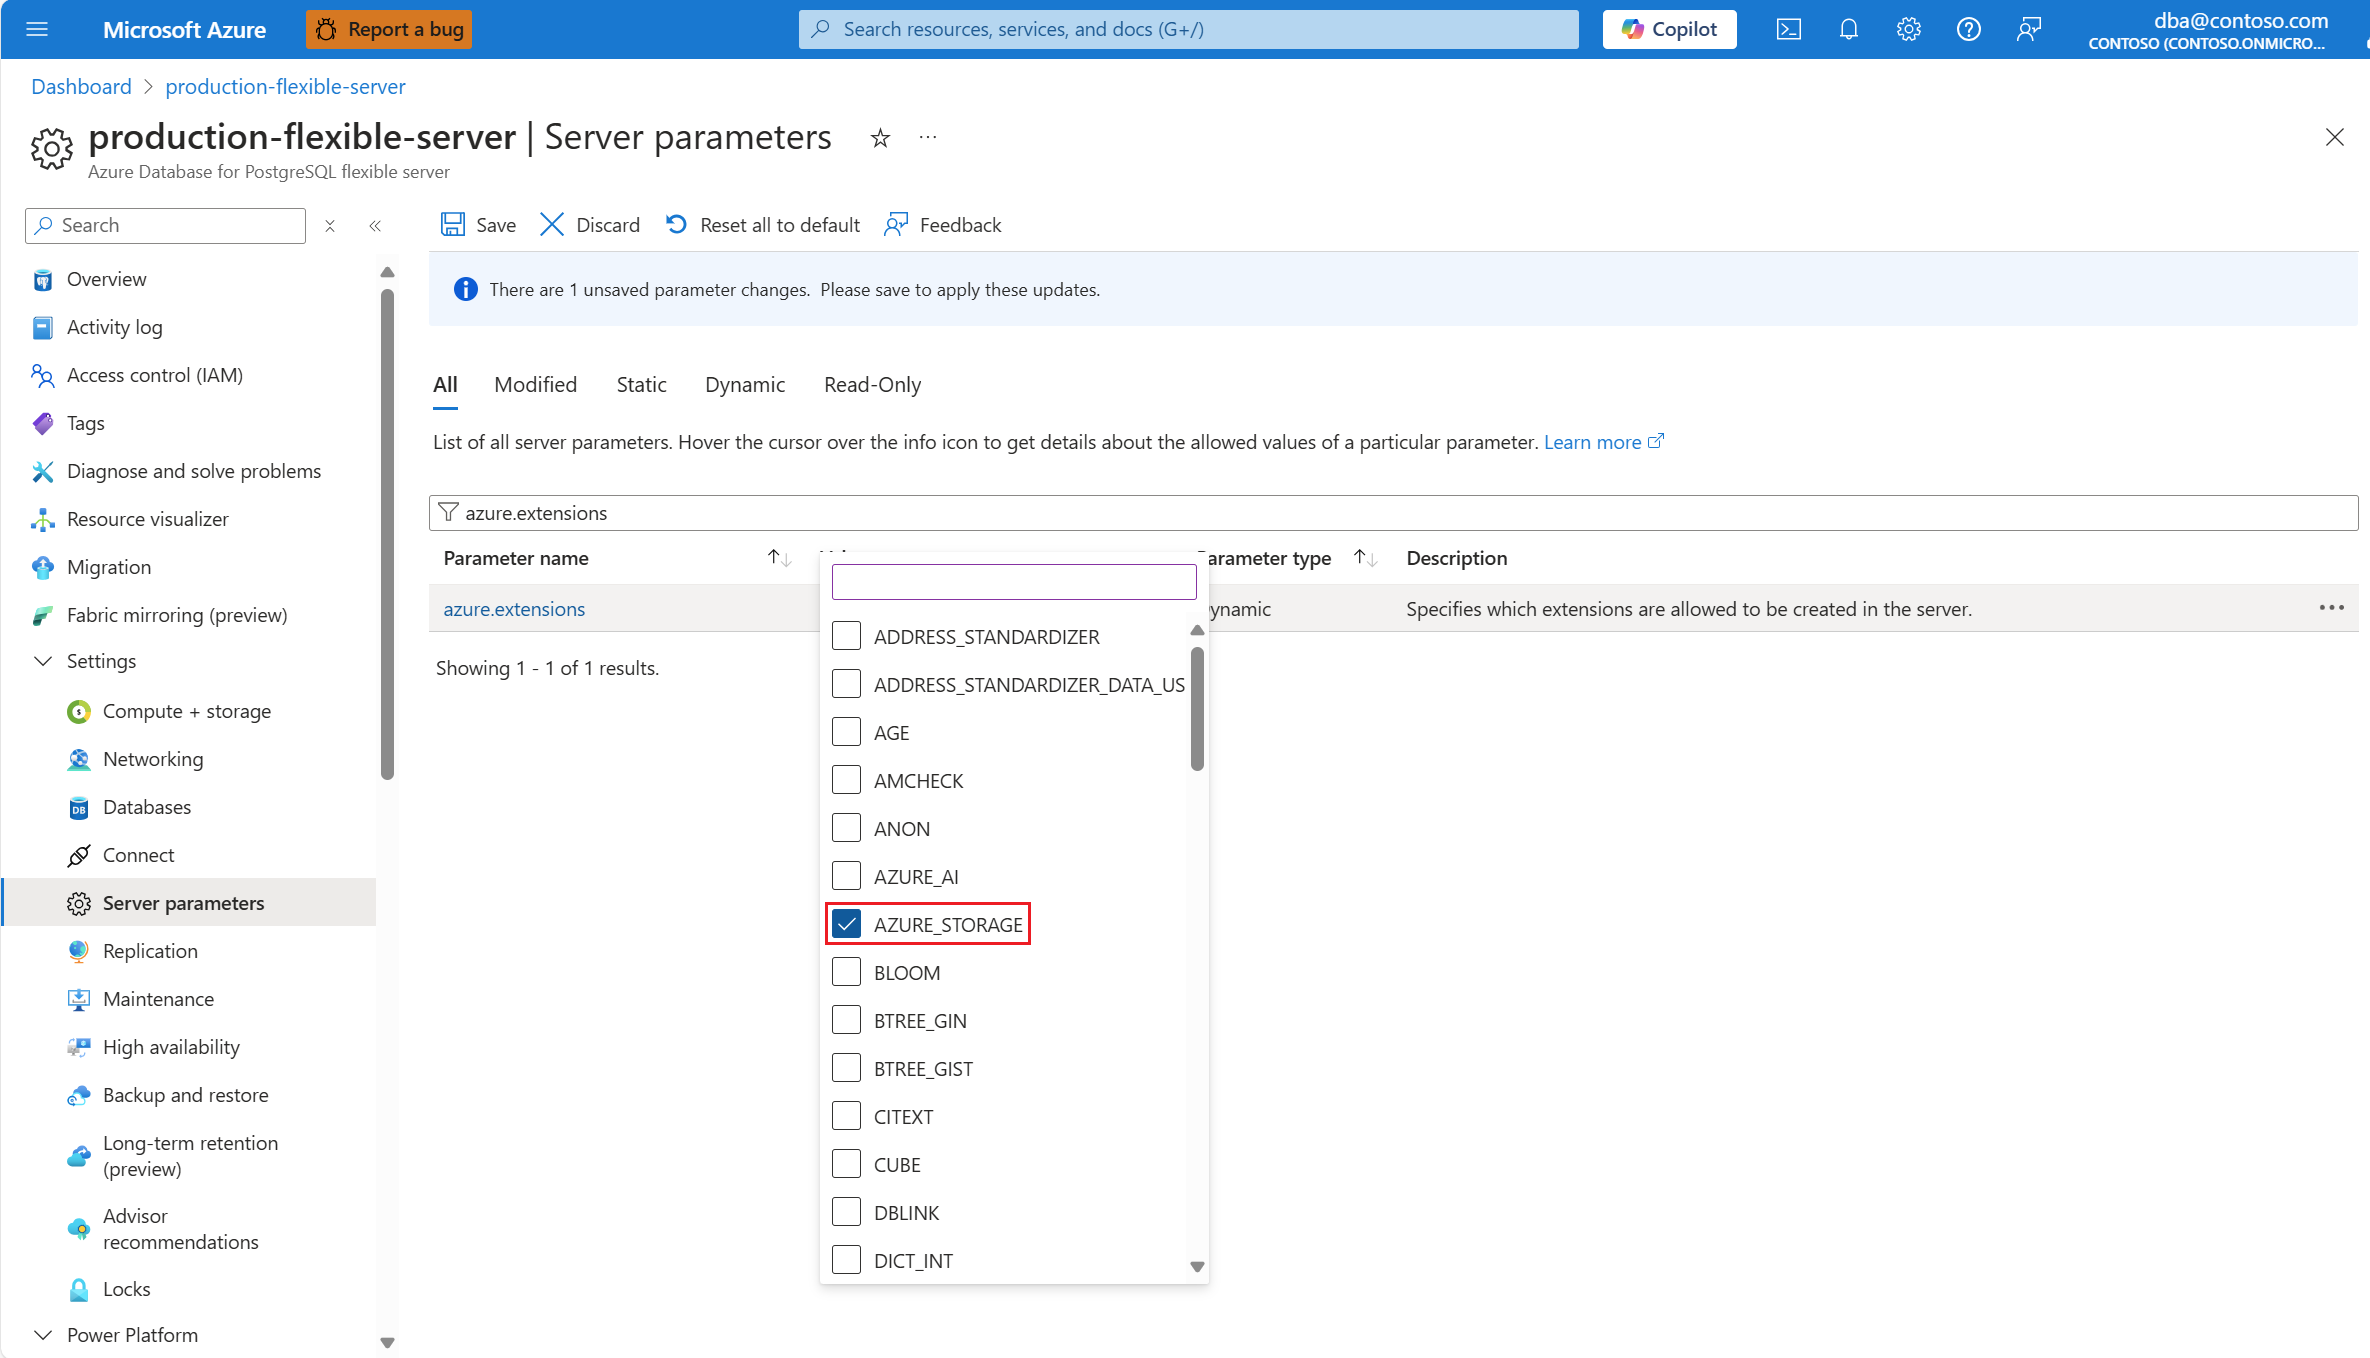 Microsoft Azure
Report a bug
Search resources, services, and docs (G+/)
Copilot
dba@contoso.com
CONTOSO (CONTOSO.ONMICRO...
Dashboard > production-flexible-server
production-flexible-server | Server parameters
Azure Database for PostgreSQL flexible server
Search
Save
Discard
Reset all to default
Feedback
There are 1 unsaved parameter changes.  Please save to apply these updates.
Overview
Activity log
Access control (IAM)
Tags
Diagnose and solve problems
Resource visualizer
Migration
Fabric mirroring (preview)
Settings
Compute + storage
Networking
Databases
Connect
Server parameters
Replication
Maintenance
High availability
Backup and restore
Long-term retention
(preview)
Advisor
recommendations
Locks
Power Platform
All
Modified
Static
Dynamic
Read-Only
List of all server parameters. Hover the cursor over the info icon to get details about the allowed values of a particular parameter. Learn more
azure.extensions
Parameter name
arameter type
Description
azure.extensions
ynamic
Specifies which extensions are allowed to be created in the server.
Showing 1 - 1 of 1 results.
ADDRESS_STANDARDIZER
ADDRESS_STANDARDIZER_DATA_US
AGE
AMCHECK
ANON
AZURE_AI
AZURE_STORAGE
BLOOM
BTREE_GIN
BTREE_GIST
CITEXT
CUBE
DBLINK
DICT_INT